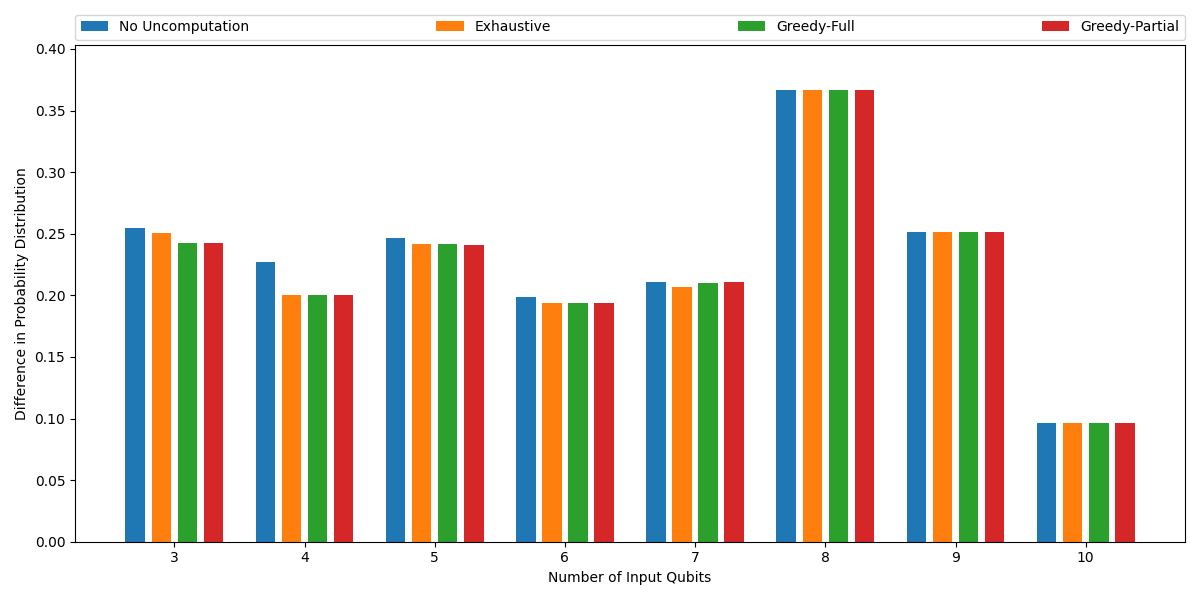 No Uncomputation Exhaustive Greedy-Full Greedy-Partial
0.40
0.35
0.30
0.25
0.20
0.15
0.10
0.05
0.00
Difference in Probability Distribution
3 4 5 6 7 8 9 10
Number of Input Qubits